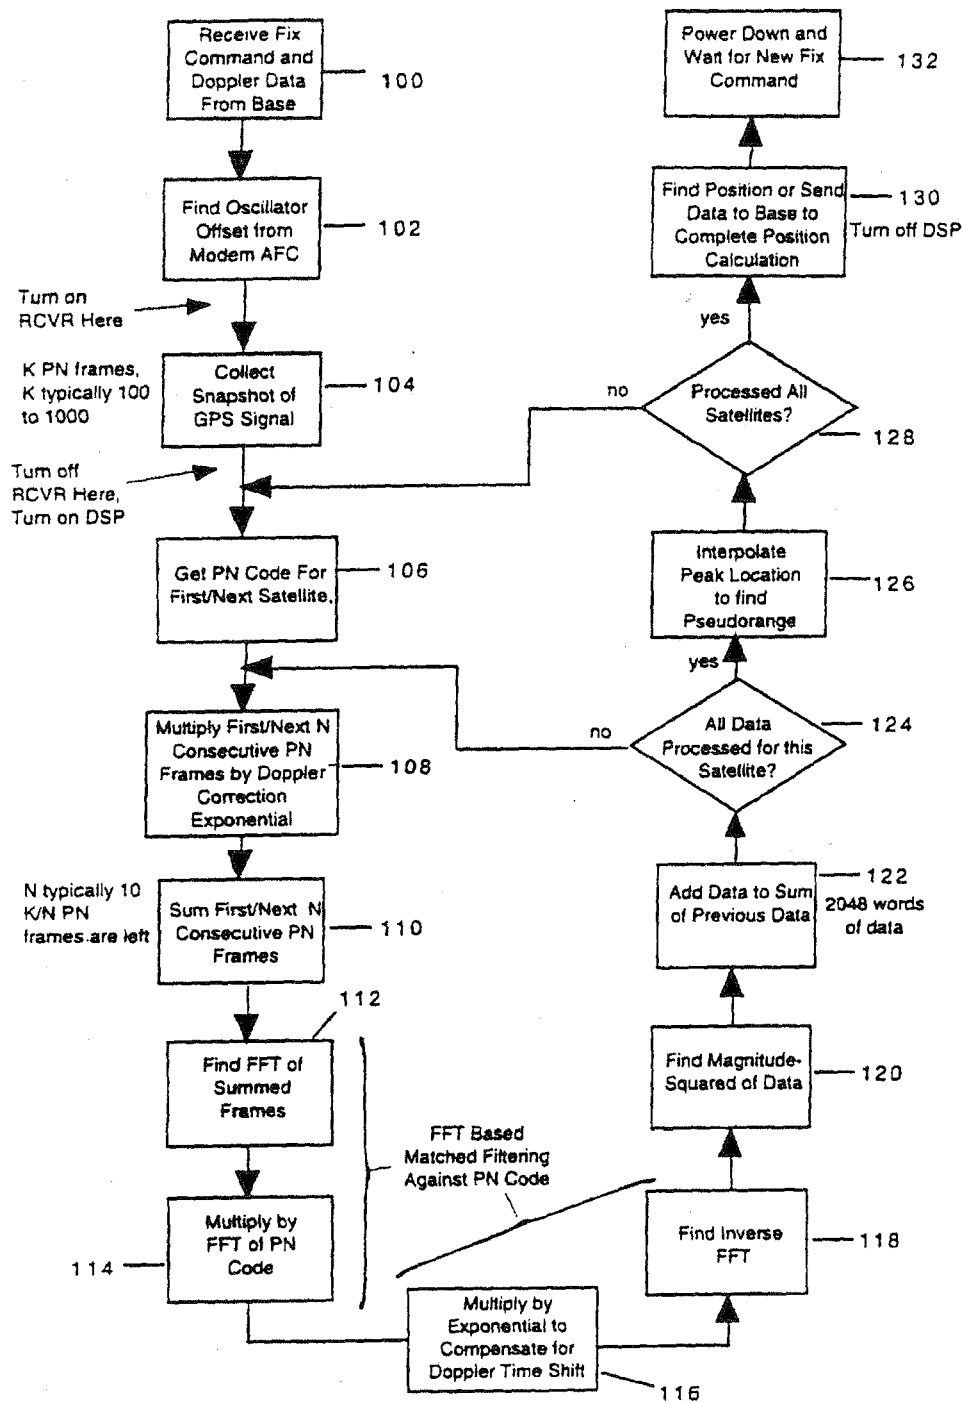 Receive Fix
Command and
Doppler Data
From Base
100
Find Oscillator
Offset from
Modem AFC
102
Turn on
RCVR Here
K PN frames,
K typically 100
to 1000
Collect
Snapshot of
GPS Signal
104
Turn off
RCVR Here,
Turn on DSP
Get PN Code For
First/Next Satellite,
106
Multiply First/Next N
Consecutive PN
Frames by Doppler
Correction
Exponential
108
N typically 10
K/N PN
frames are left
Sum First/Next N
Consecutive PN
Frames
110
112
Find FFT of
Summed
Frames
FFT Based
Matched Filtering
Against PN Code
Multiply by
FFT of PN
Code
114
Multiply by
Exponential to
Compensate for
Doppler Time Shift
116
Find Inverse
FFT
118
Find Magnitude-
Squared of Data
120
Add Data to Sum
of Previous Data
122
2048 words
of data
All Data
Processed for this
Satellite?
124
no
yes
Interpolate
Peak Location
to find
Pseudorange
126
Processed All
Satellites?
128
no
yes
Find Position or Send
Data to Base to
Complete Position
Calculation
130
Turn off DSP
Power Down and
Wait for New Fix
Command
132